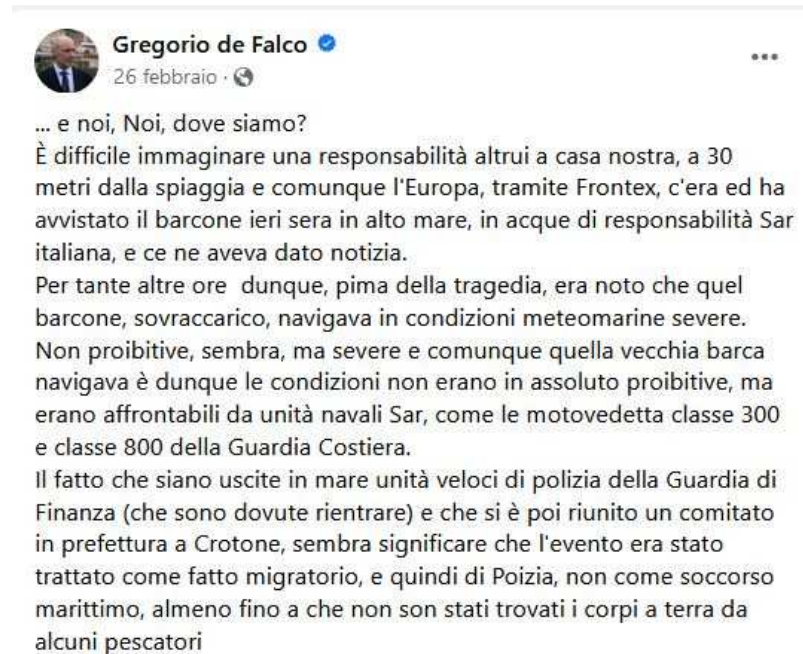 Gregorio de Falco
26 febbraio ·
... e noi, Noi, dove siamo?
È difficile immaginare una responsabilità altrui a casa nostra, a 30
metri dalla spiaggia e comunque l'Europa, tramite Frontex, c'era ed ha
avvistato il barcone ieri sera in alto mare, in acque di responsabilità Sar
italiana, e ce ne aveva dato notizia.
Per tante altre ore  dunque, pima della tragedia, era noto che quel
barcone, sovraccarico, navigava in condizioni meteomarine severe.
Non proibitive, sembra, ma severe e comunque quella vecchia barca
navigava è dunque le condizioni non erano in assoluto proibitive, ma
erano affrontabili da unità navali Sar, come le motovedetta classe 300
e classe 800 della Guardia Costiera.
Il fatto che siano uscite in mare unità veloci di polizia della Guardia di
Finanza (che sono dovute rientrare) e che si è poi riunito un comitato
in prefettura a Crotone, sembra significare che l'evento era stato
trattato come fatto migratorio, e quindi di Poizia, non come soccorso
marittimo, almeno fino a che non son stati trovati i corpi a terra da
alcuni pescatori